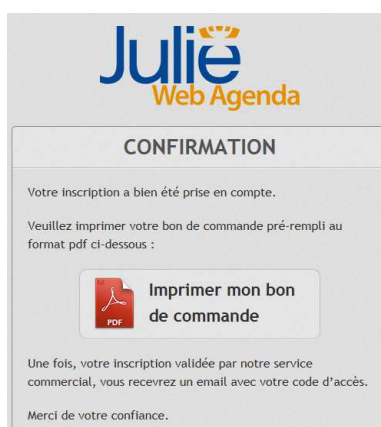 Julie
Web Agenda
CONFIRMATION
Votre inscription a bien été prise en compte.
Veuillez imprimer votre bon de commande pré-rempli au
format pdf ci-dessous :
Imprimer mon bon
de commande
PDF
Une fois, votre inscription validée par notre service
commercial, vous recevrez un email avec votre code d'accès.
Merci de votre confiance.